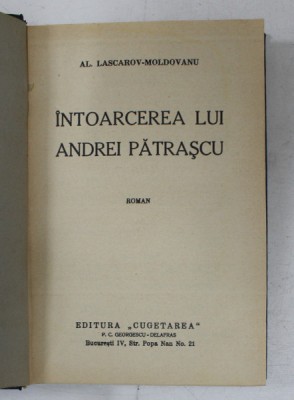 AL. LASCAROV-MOLDOVANU
ÎNTOARCEREA LUI
ANDREI PĂTRAȘCU
ROMAN
EDITURA „CUGETAREA"
P. C. GEORGESCU - DELAFRAS
București IV, Str. Popa Nan No. 21